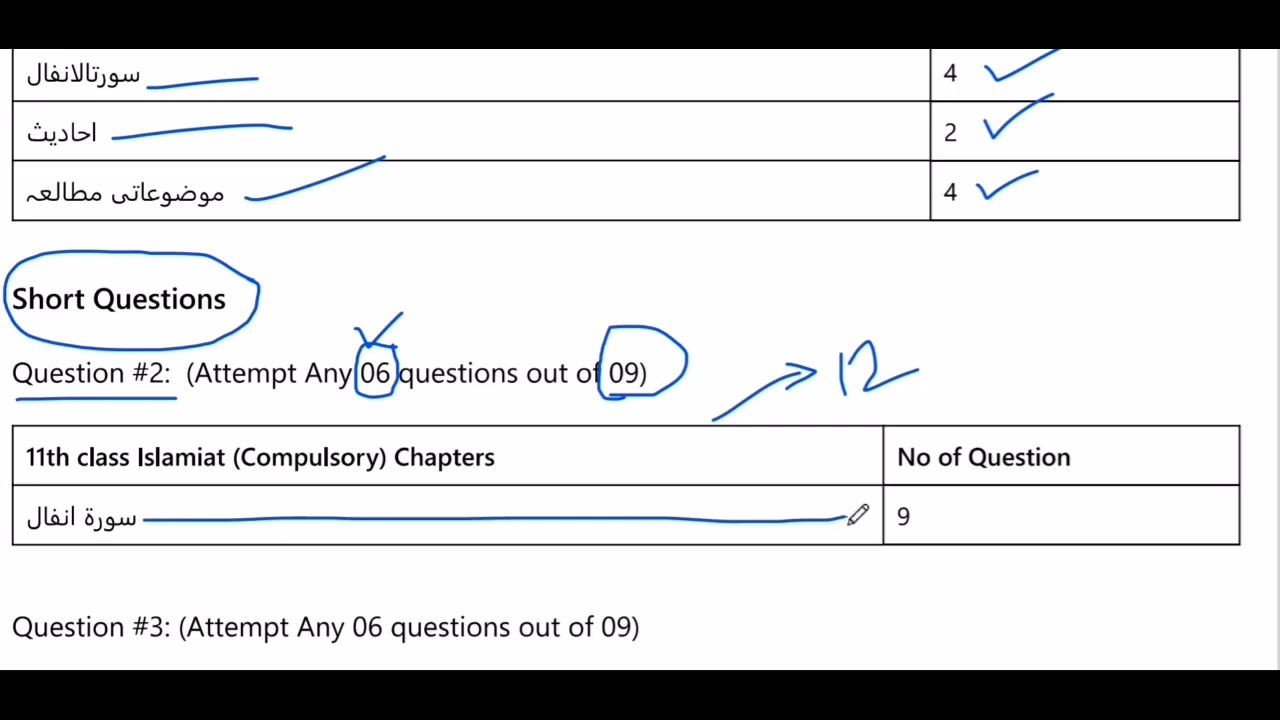 سورتالانفال 4
احادیث 2
موضوعاتی مطالعہ 4
Short Questions
Question #2: (Attempt Any 06 questions out of 09)
12
11th class Islamiat (Compulsory) Chapters No of Question
سورة انفال 9
Question #3: (Attempt Any 06 questions out of 09)